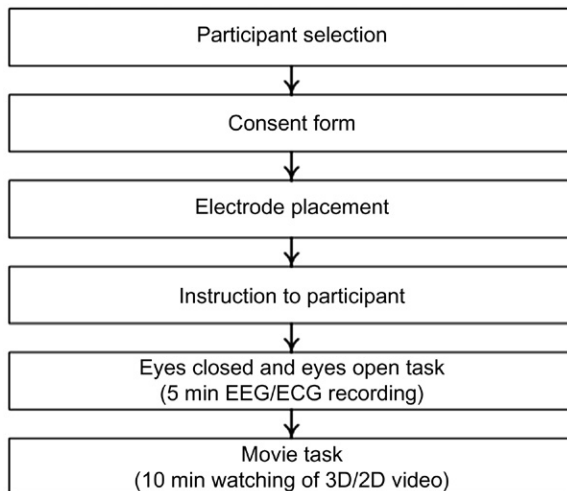 Participant selection
Consent form
Electrode placement
Instruction to participant
Eyes closed and eyes open task
(5 min EEG/ECG recording)
Movie task
(10 min watching of 3D/2D video)